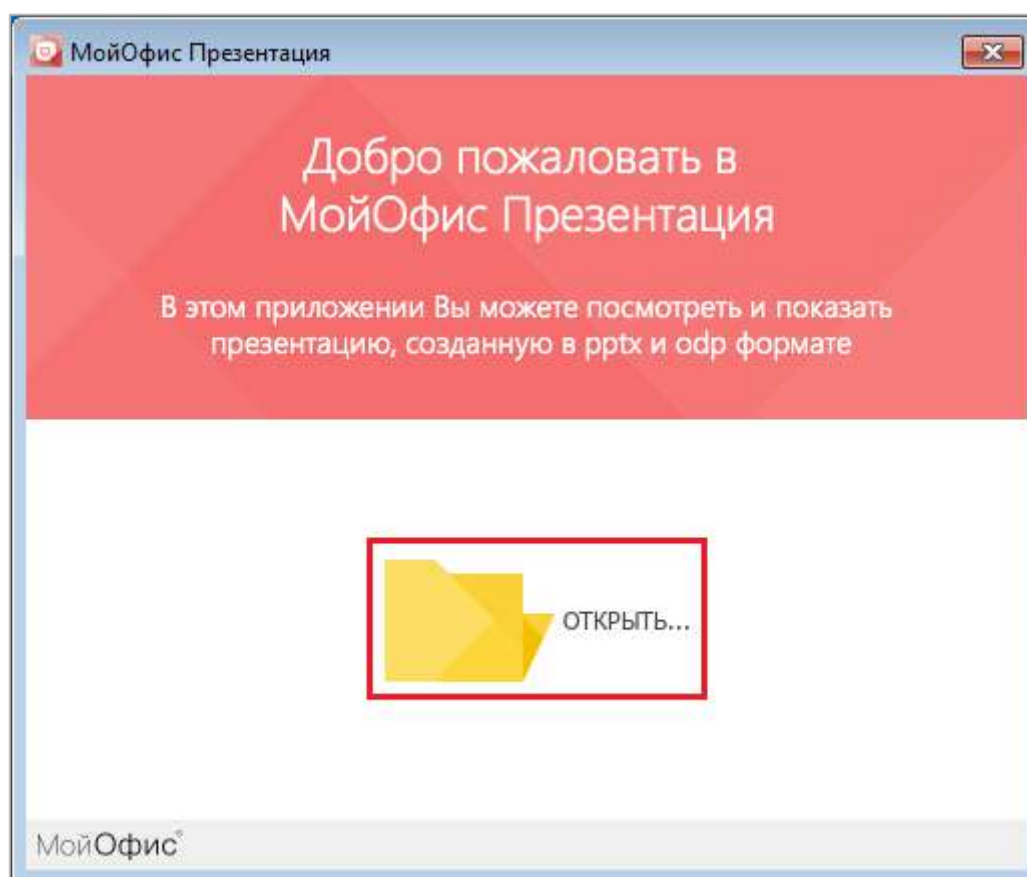 МойОфис Презентация
Добро пожаловать в
МойОфис Презентация
В этом приложении Вы можете посмотреть и показать
презентацию, созданную в pptx и odp формате
ОТКРЫТЬ...
МойОфис®